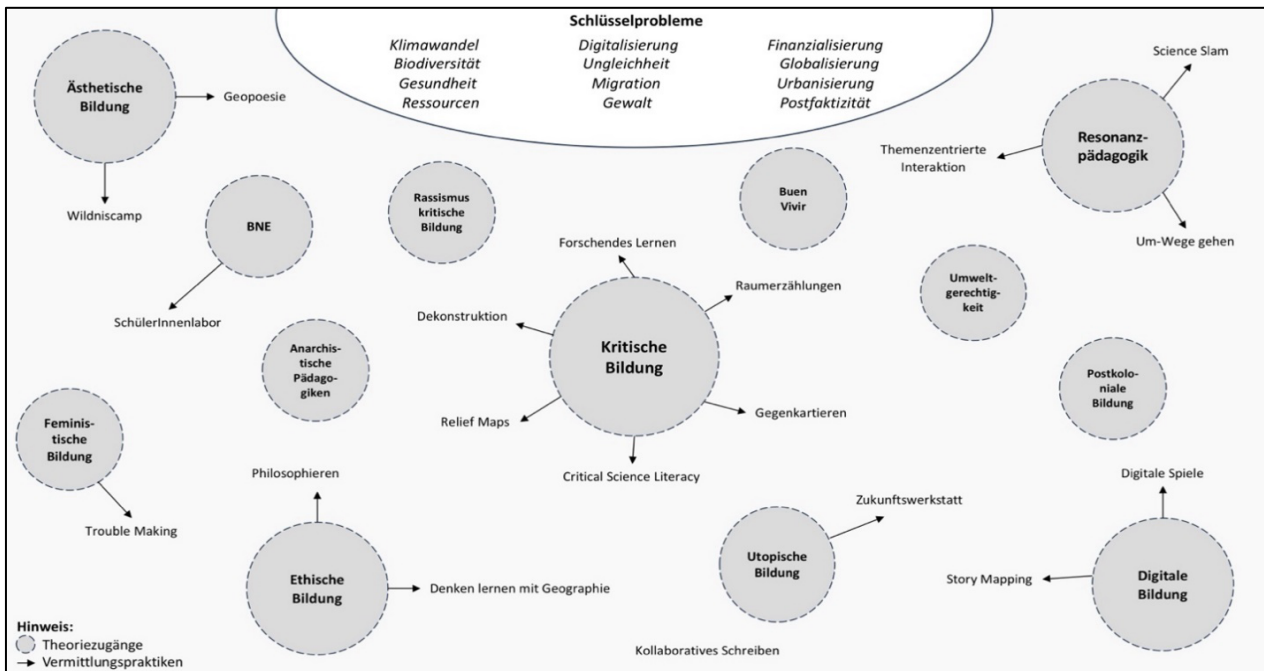 Schlüsselprobleme
Klimawandel Digitalisierung Finanzialisierung
Biodiversität Ungleichheit Globalisierung
Gesundheit Migration Urbanisierung
Ressourcen Gewalt Postfaktizität
Ästhetische
Bildung
Geopoesie
Wildniscamp
Science Slam
Resonanz-
pädagogik
Themenzentrierte
Interaktion
Um-Wege gehen
BNE
SchülerInnenlabor
Rassismus
kritische
Bildung
Buen
Vivir
Forschendes Lernen
Raumerzählungen
Dekonstruktion
Kritische
Bildung
Relief Maps
Gegenkartieren
Critical Science Literacy
Umwelt-
gerechtig-
keit
Anarchis-
tische
Pädago-
giken
Postkolo-
niale
Bildung
Feminis-
tische
Bildung
Trouble Making
Philosophieren
Ethische
Bildung
Denken lernen mit Geographie
Zukunftswerkstatt
Utopische
Bildung
Digitale Spiele
Story Mapping
Digitale
Bildung
Kollaboratives Schreiben
Hinweis:
Theoriezugänge
Vermittlungspraktiken